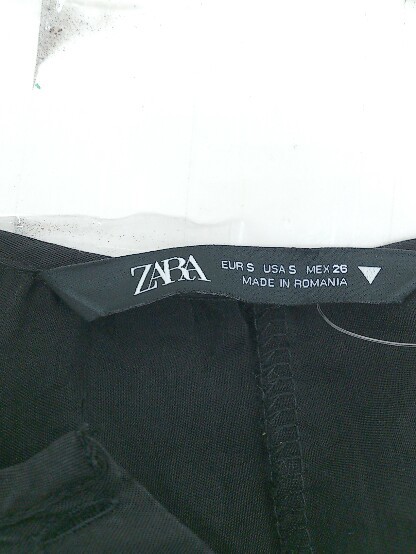 ZARA
EUR S USA S MEX 26
MADE IN ROMANIA